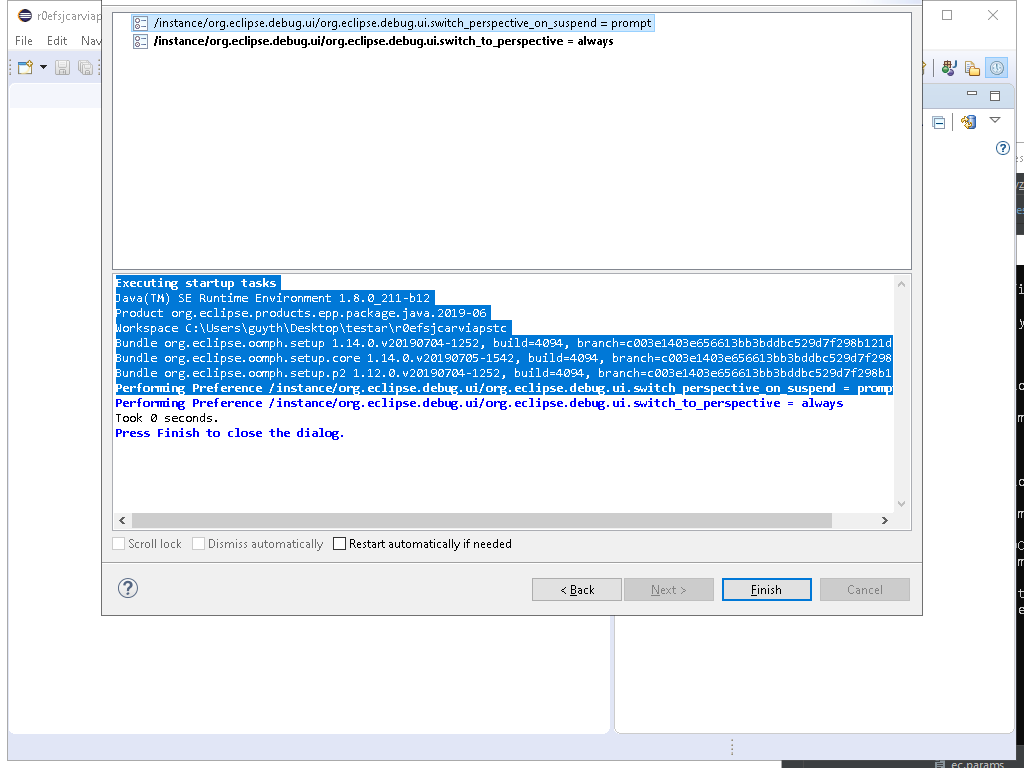 r0efsjcarviap
File Edit Nav
/instance/org.eclipse.debug.ui/org.eclipse.debug.ui.switch_perspective_on_suspend = prompt
/instance/org.eclipse.debug.ui/org.eclipse.debug.ui.switch_to_perspective = always
Executing startup tasks
Java(TM) SE Runtime Environment 1.8.0_211-b12
Product org.eclipse.products.epp.package.java.2019-06
Workspace C:\Users\guyth\Desktop\testar\r0efsjcarviapstc
Bundle org.eclipse.oomph.setup 1.14.0.v20190704-1252, build=4094, branch=c003e1403e656613bb3bddbc529d7f298b121d
Bundle org.eclipse.oomph.setup.core 1.14.0.v20190705-1542, build=4094, branch=c003e1403e656613bb3bddbc529d7f298
Bundle org.eclipse.oomph.setup.p2 1.12.0.v20190704-1252, build=4094, branch=c003e1403e656613bb3bddbc529d7f298b1
Performing Preference /instance/org.eclipse.debug.ui/org.eclipse.debug.ui.switch_perspective_on_suspend = promp
Performing Preference /instance/org.eclipse.debug.ui/org.eclipse.debug.ui.switch_to_perspective = always
Took 0 seconds.
Press Finish to close the dialog.
Scroll lock Dismiss automatically Restart automatically if needed
< Back Next > Finish Cancel
ec.params